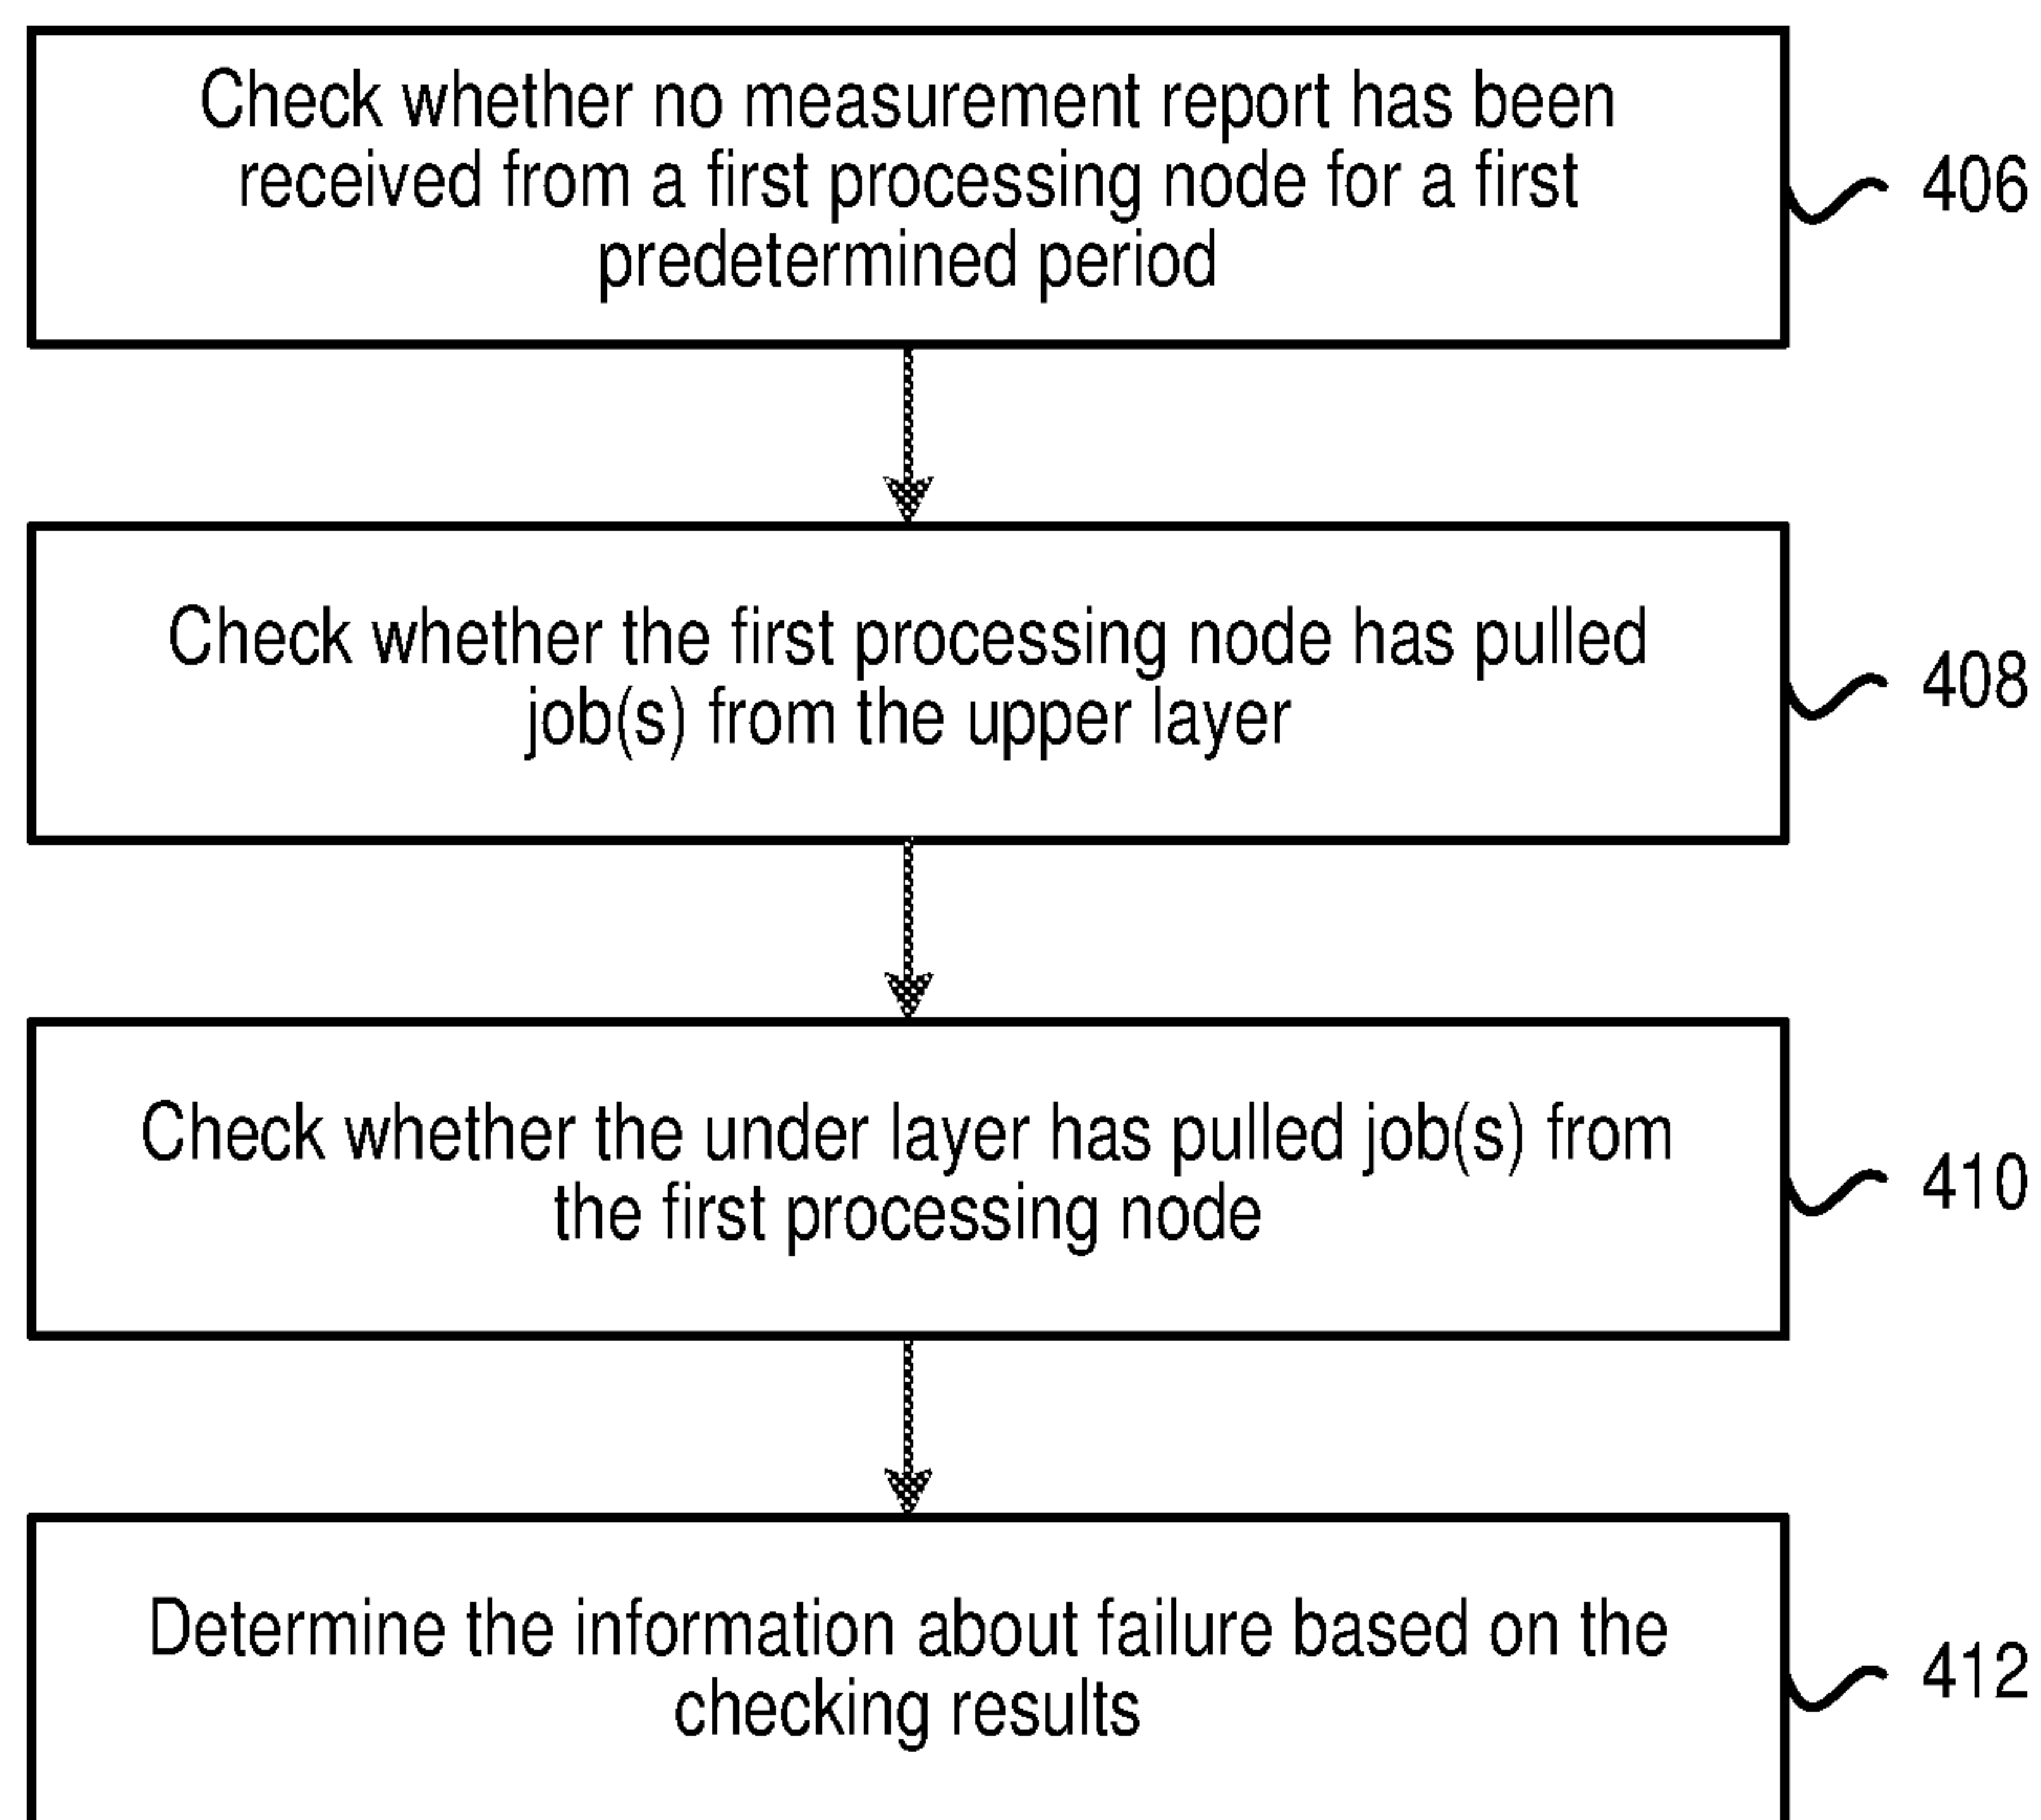 Check whether no measurement report has been
received from a first processing node for a first
predetermined period
406
Check whether the first processing node has pulled
job(s) from the upper layer
408
Check whether the under layer has pulled job(s) from
the first processing node
410
Determine the information about failure based on the
checking results
412